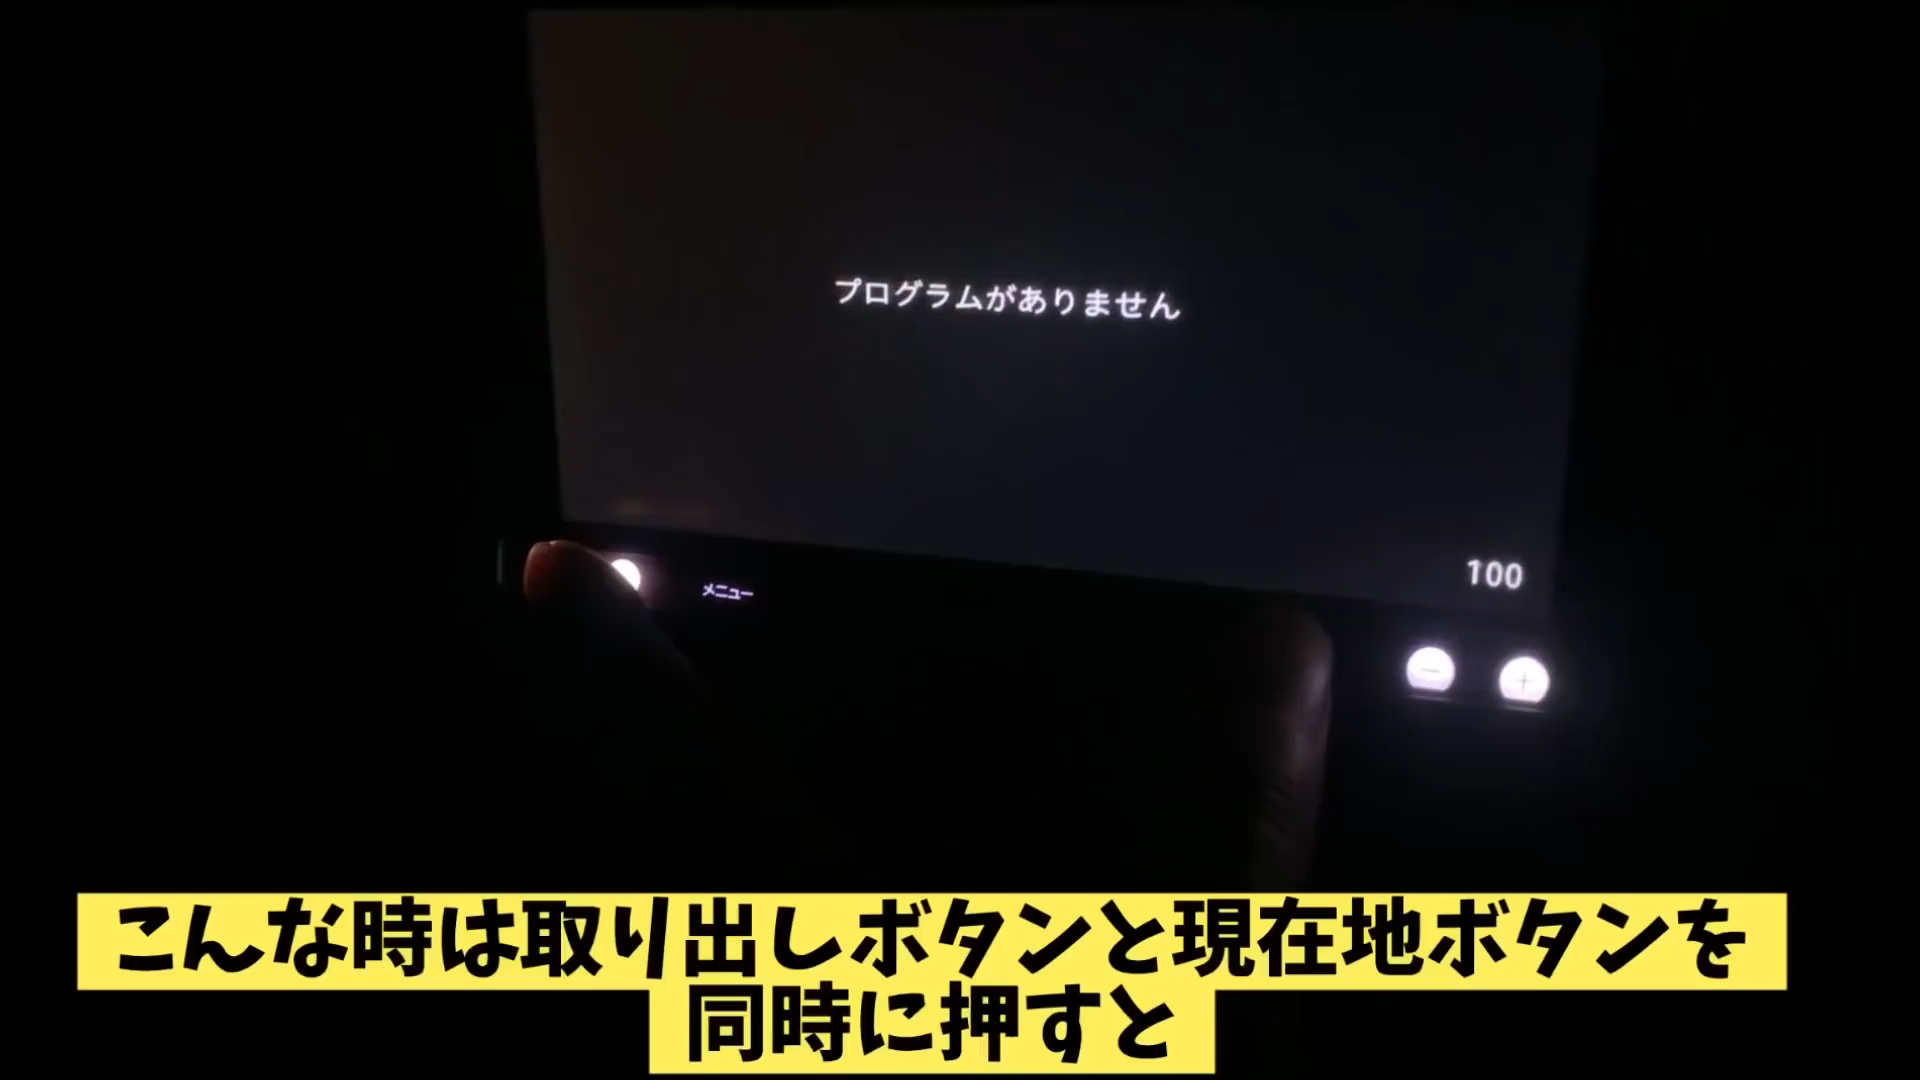 プログラムがありません
100
メニュー
− +
こんな時は取り出しボタンと現在地ボタンを
同時に押すと